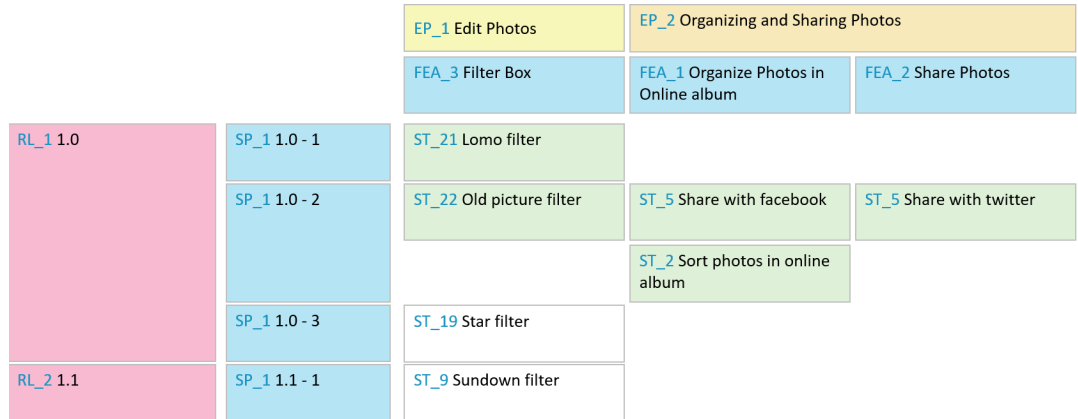 EP_1 Edit Photos
EP_2 Organizing and Sharing Photos
FEA_3 Filter Box
FEA_1 Organize Photos in
Online album
FEA_2 Share Photos
RL_1 1.0
SP_1 1.0 - 1
ST_21 Lomo filter
SP_1 1.0 - 2
ST_22 Old picture filter
ST_5 Share with facebook
ST_5 Share with twitter
ST_2 Sort photos in online
album
SP_1 1.0 - 3
ST_19 Star filter
RL_2 1.1
SP_1 1.1 - 1
ST_9 Sundown filter